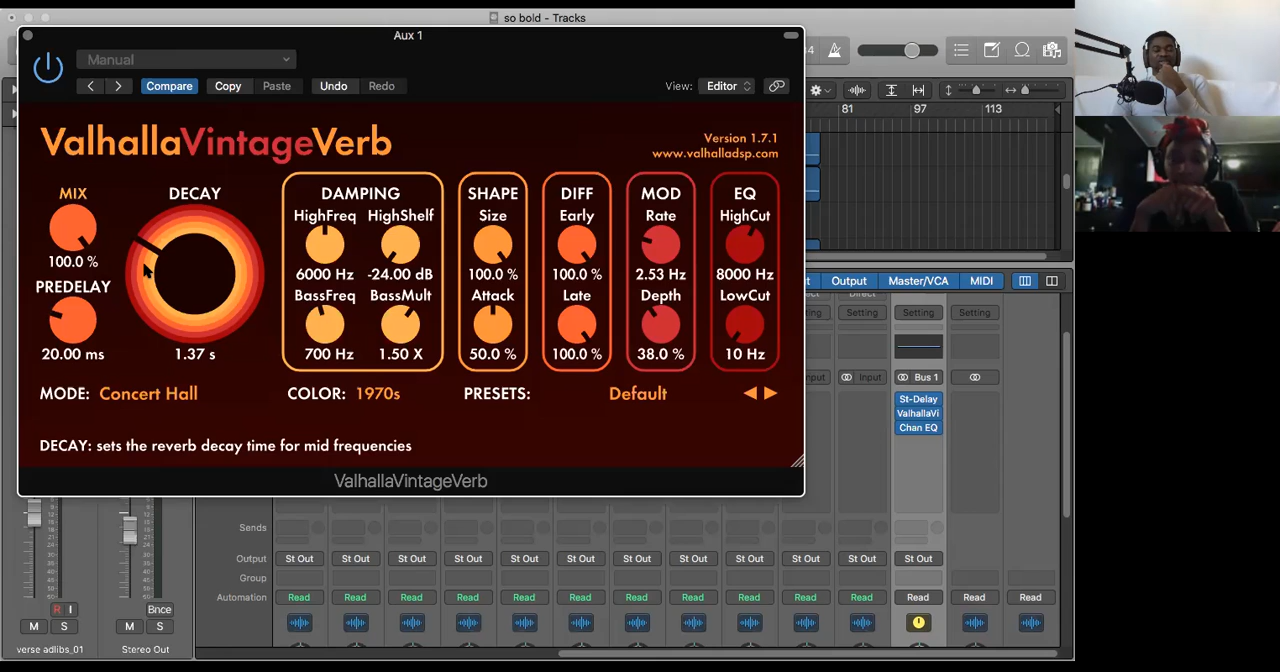 so bold - Tracks
Aux 1
Manual
Compare Copy Paste Undo Redo View: Editor
81 97 113
ValhallaVintageVerb
Version 1.7.1
www.valhalladsp.com
MIX DECAY DAMPING SHAPE DIFF MOD EQ
HighFreq HighShelf Size Early Rate HighCut
100.0 % 6000 Hz -24.00 dB 100.0 % 100.0 % 2.53 Hz 8000 Hz
PREDELAY BassFreq BassMult Attack Late Depth LowCut
20.00 ms 1.37 s 700 Hz 1.50 X 50.0 % 100.0 % 38.0 % 10 Hz
MODE: Concert Hall COLOR: 1970s PRESETS: Default
DECAY: sets the reverb decay time for mid frequencies
ValhallaVintageVerb
Output Master/VCA MIDI
Setting Setting Setting
Input Bus 1
St-Delay
ValhallaVi
Chan EQ
Sends
Output St Out St Out St Out St Out St Out St Out St Out St Out St Out St Out St Out St Out
Group
Automation Read Read Read Read Read Read Read Read Read Read Read Read Read Read
R I Bnce
M S M S
verse adlibs_01 Stereo Out